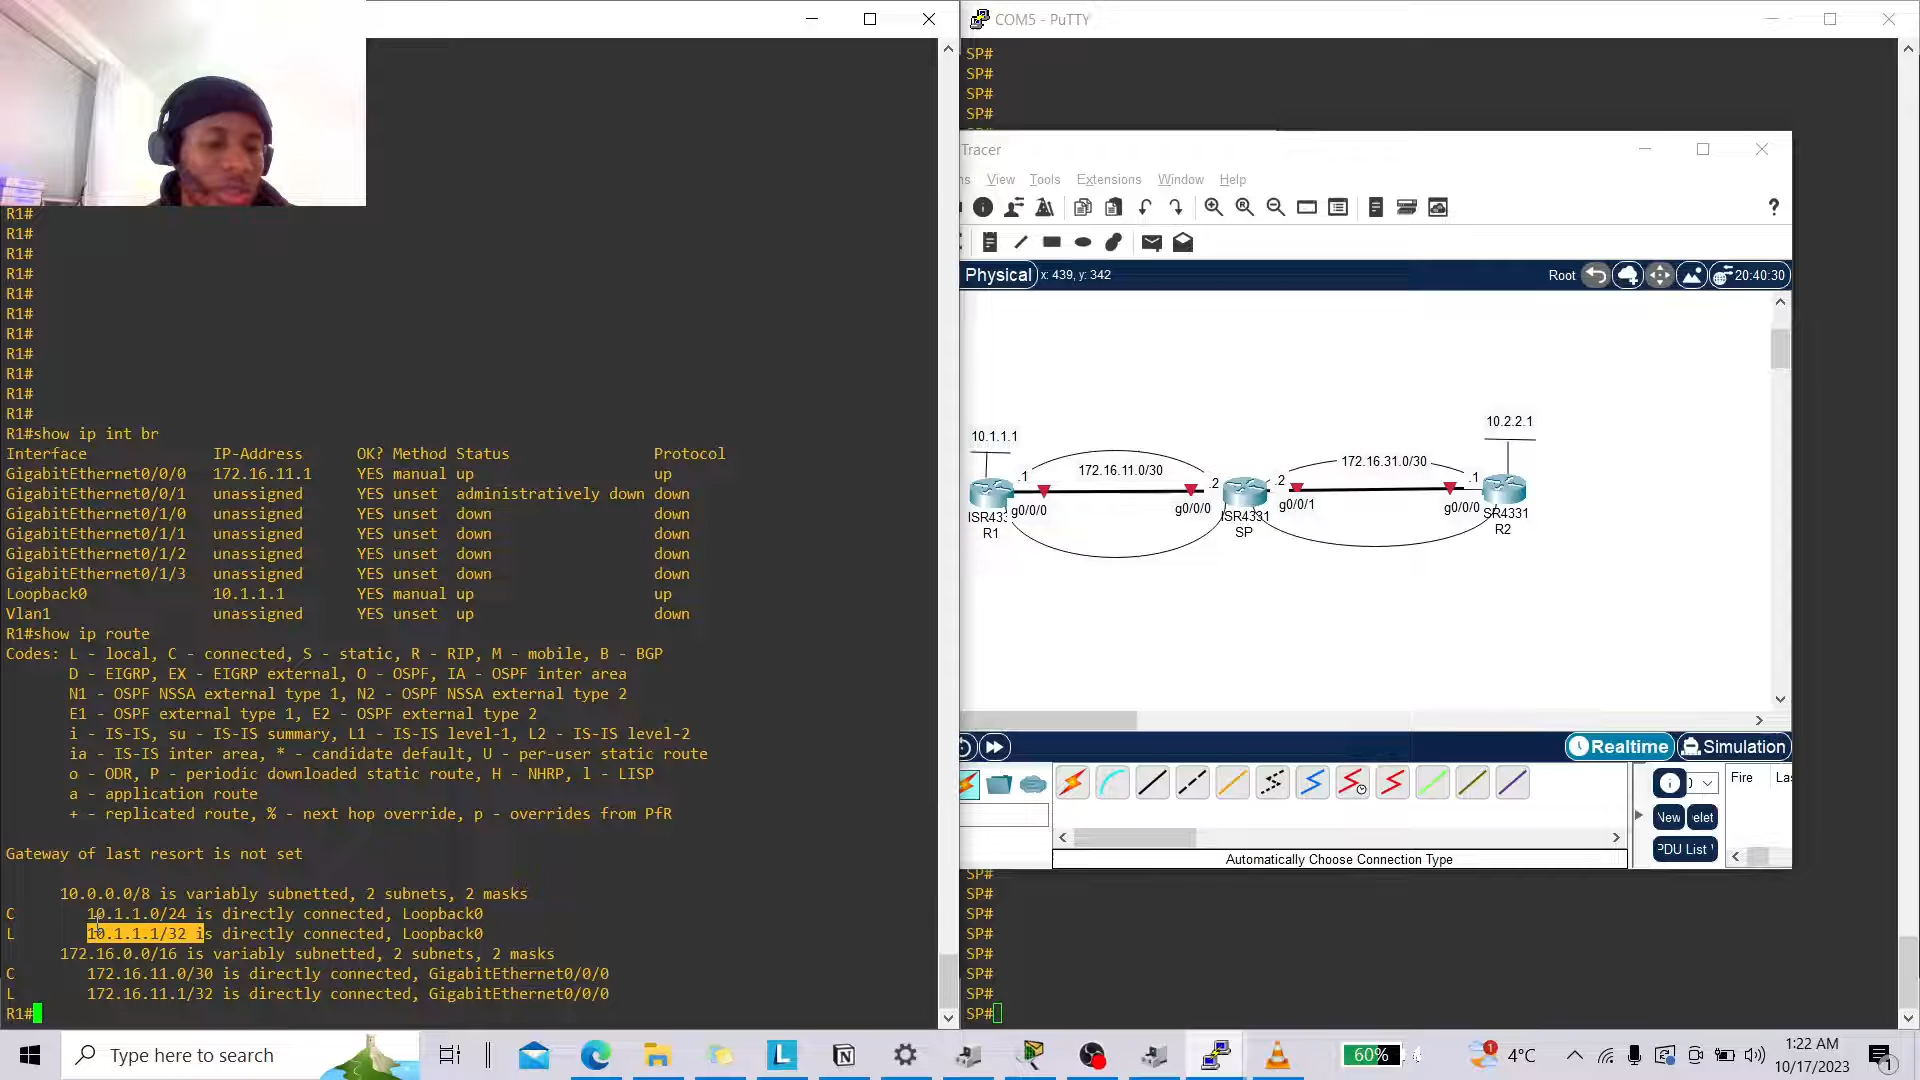 R1#
R1#
R1#
R1#
R1#
R1#
R1#
R1#
R1#
R1#
R1#
R1#show ip int br
Interface IP-Address OK? Method Status Protocol
GigabitEthernet0/0/0 172.16.11.1 YES manual up up
GigabitEthernet0/0/1 unassigned YES unset administratively down down
GigabitEthernet0/1/0 unassigned YES unset down down
GigabitEthernet0/1/1 unassigned YES unset down down
GigabitEthernet0/1/2 unassigned YES unset down down
GigabitEthernet0/1/3 unassigned YES unset down down
Loopback0 10.1.1.1 YES manual up up
Vlan1 unassigned YES unset up down
R1#show ip route
Codes: L - local, C - connected, S - static, R - RIP, M - mobile, B - BGP
D - EIGRP, EX - EIGRP external, O - OSPF, IA - OSPF inter area
N1 - OSPF NSSA external type 1, N2 - OSPF NSSA external type 2
E1 - OSPF external type 1, E2 - OSPF external type 2
i - IS-IS, su - IS-IS summary, L1 - IS-IS level-1, L2 - IS-IS level-2
ia - IS-IS inter area, * - candidate default, U - per-user static route
o - ODR, P - periodic downloaded static route, H - NHRP, l - LISP
a - application route
+ - replicated route, % - next hop override, p - overrides from PfR
Gateway of last resort is not set
10.0.0.0/8 is variably subnetted, 2 subnets, 2 masks
C 10.1.1.0/24 is directly connected, Loopback0
L 10.1.1.1/32 is directly connected, Loopback0
172.16.0.0/16 is variably subnetted, 2 subnets, 2 masks
C 172.16.11.0/30 is directly connected, GigabitEthernet0/0/0
L 172.16.11.1/32 is directly connected, GigabitEthernet0/0/0
R1#
COM5 - PuTTY
SP#
SP#
SP#
SP#
Tracer
ns View Tools Extensions Window Help
?
Physical x: 439, y: 342 Root 20:40:30
10.2.2.1
10.1.1.1
172.16.11.0/30 172.16.31.0/30
.1 .2 .2 .1
g0/0/0 g0/0/0 g0/0/1 g0/0/0
ISR433 ISR4331 SR4331
R1 SP R2
Realtime Simulation
Fire Las
New elet
PDU List
Automatically Choose Connection Type
SP#
SP#
SP#
SP#
SP#
SP#
SP#
SP#
Type here to search
L
N
60%
1
4°C
1:22 AM
10/17/2023
1